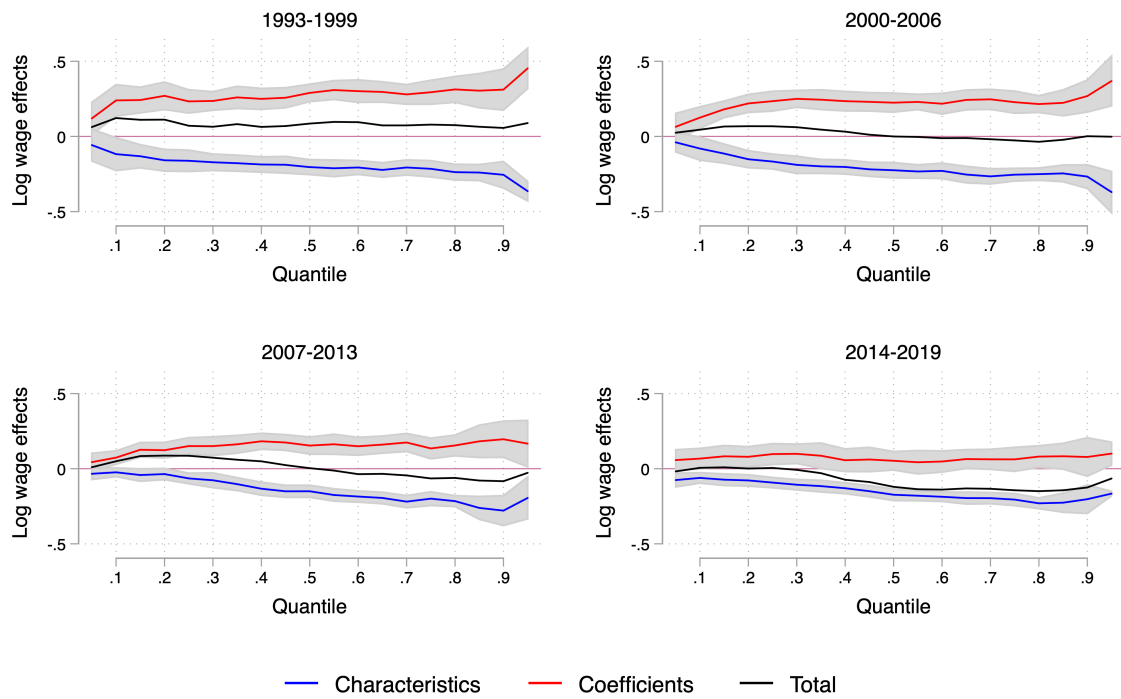 1993-1999
Log wage effects
.5
0
-.5
.1 .2 .3 .4 .5 .6 .7 .8 .9
Quantile
2000-2006
Log wage effects
.5
0
-.5
.1 .2 .3 .4 .5 .6 .7 .8 .9
Quantile
2007-2013
Log wage effects
.5
0
-.5
.1 .2 .3 .4 .5 .6 .7 .8 .9
Quantile
2014-2019
Log wage effects
.5
0
-.5
.1 .2 .3 .4 .5 .6 .7 .8 .9
Quantile
Characteristics Coefficients Total